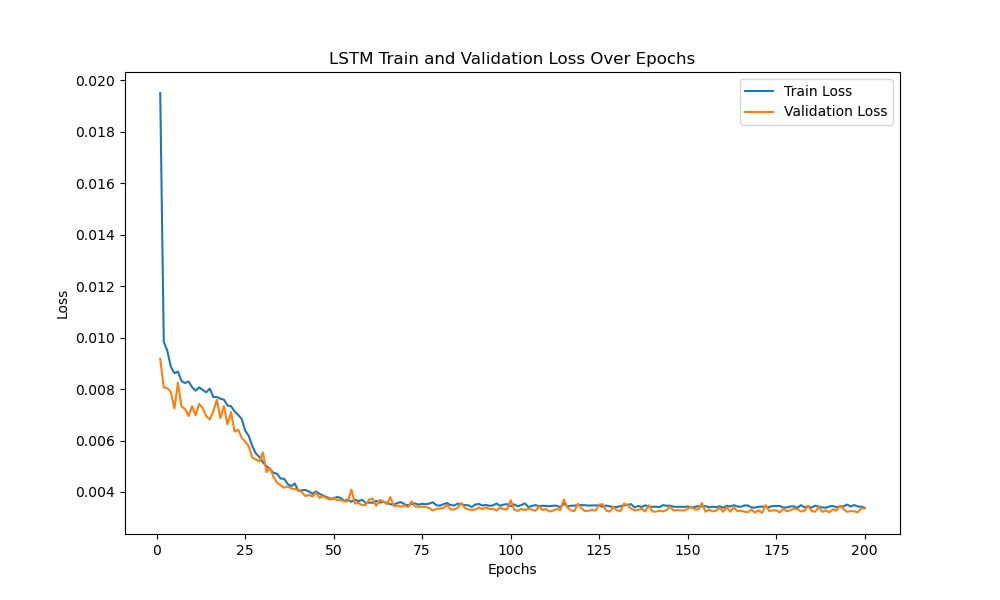 LSTM Train and Validation Loss Over Epochs
Train Loss
Validation Loss
0.020
0.018
0.016
0.014
0.012
0.010
0.008
0.006
0.004
Loss
0 25 50 75 100 125 150 175 200
Epochs